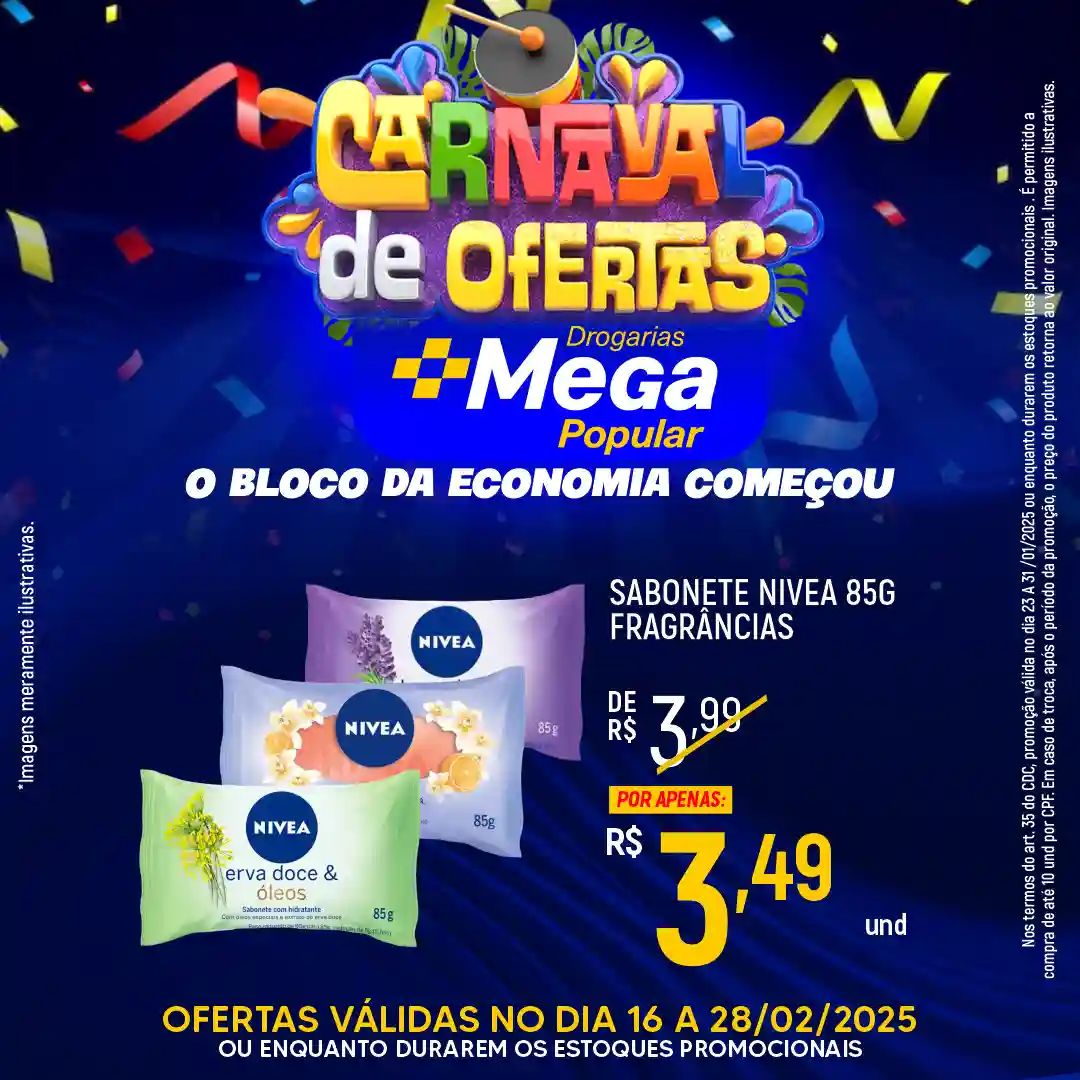 CARNAVAL
de OfERTAS
Drogarias
Mega
Popular
O BLOCO DA ECONOMIA COMEÇOU
*Imagens meramente ilustrativas.
SABONETE NIVEA 85G
FRAGRÂNCIAS
DE
R$ 3,99
POR APENAS:
R$ 3,49
und
NIVEA
85g
NIVEA
85g
NIVEA
erva doce &
óleos
Sabonete com hidratante
85g
Nos termos do art. 35 do CDC, promoção válida no dia 23 A 31 /01/2025 ou enquanto durarem os estoques promocionais . É permitido a
compra de até 10 und por CPF. Em caso de troca, após o período da promoção, o preço do produto retorna ao valor original. Imagens ilustrativas.
OFERTAS VÁLIDAS NO DIA 16 A 28/02/2025
OU ENQUANTO DURAREM OS ESTOQUES PROMOCIONAIS